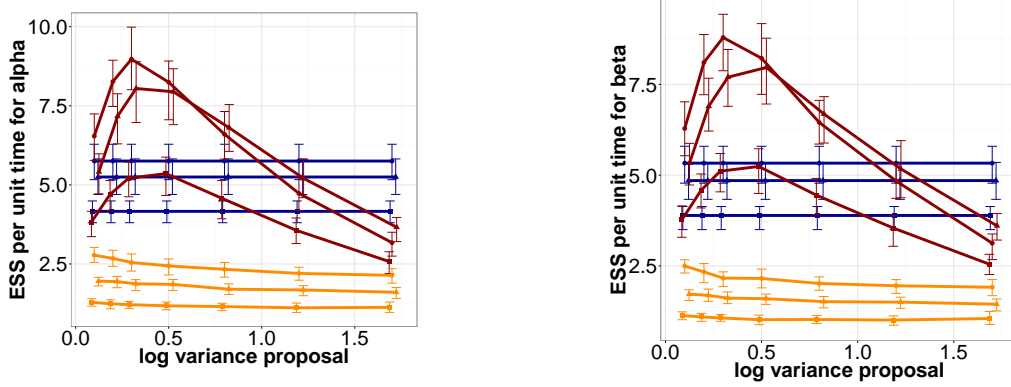 ESS per unit time for alpha
10.0
7.5
5.0
2.5
0.0 0.5 1.0 1.5
log variance proposal
ESS per unit time for beta
7.5
5.0
2.5
0.0 0.5 1.0 1.5
log variance proposal